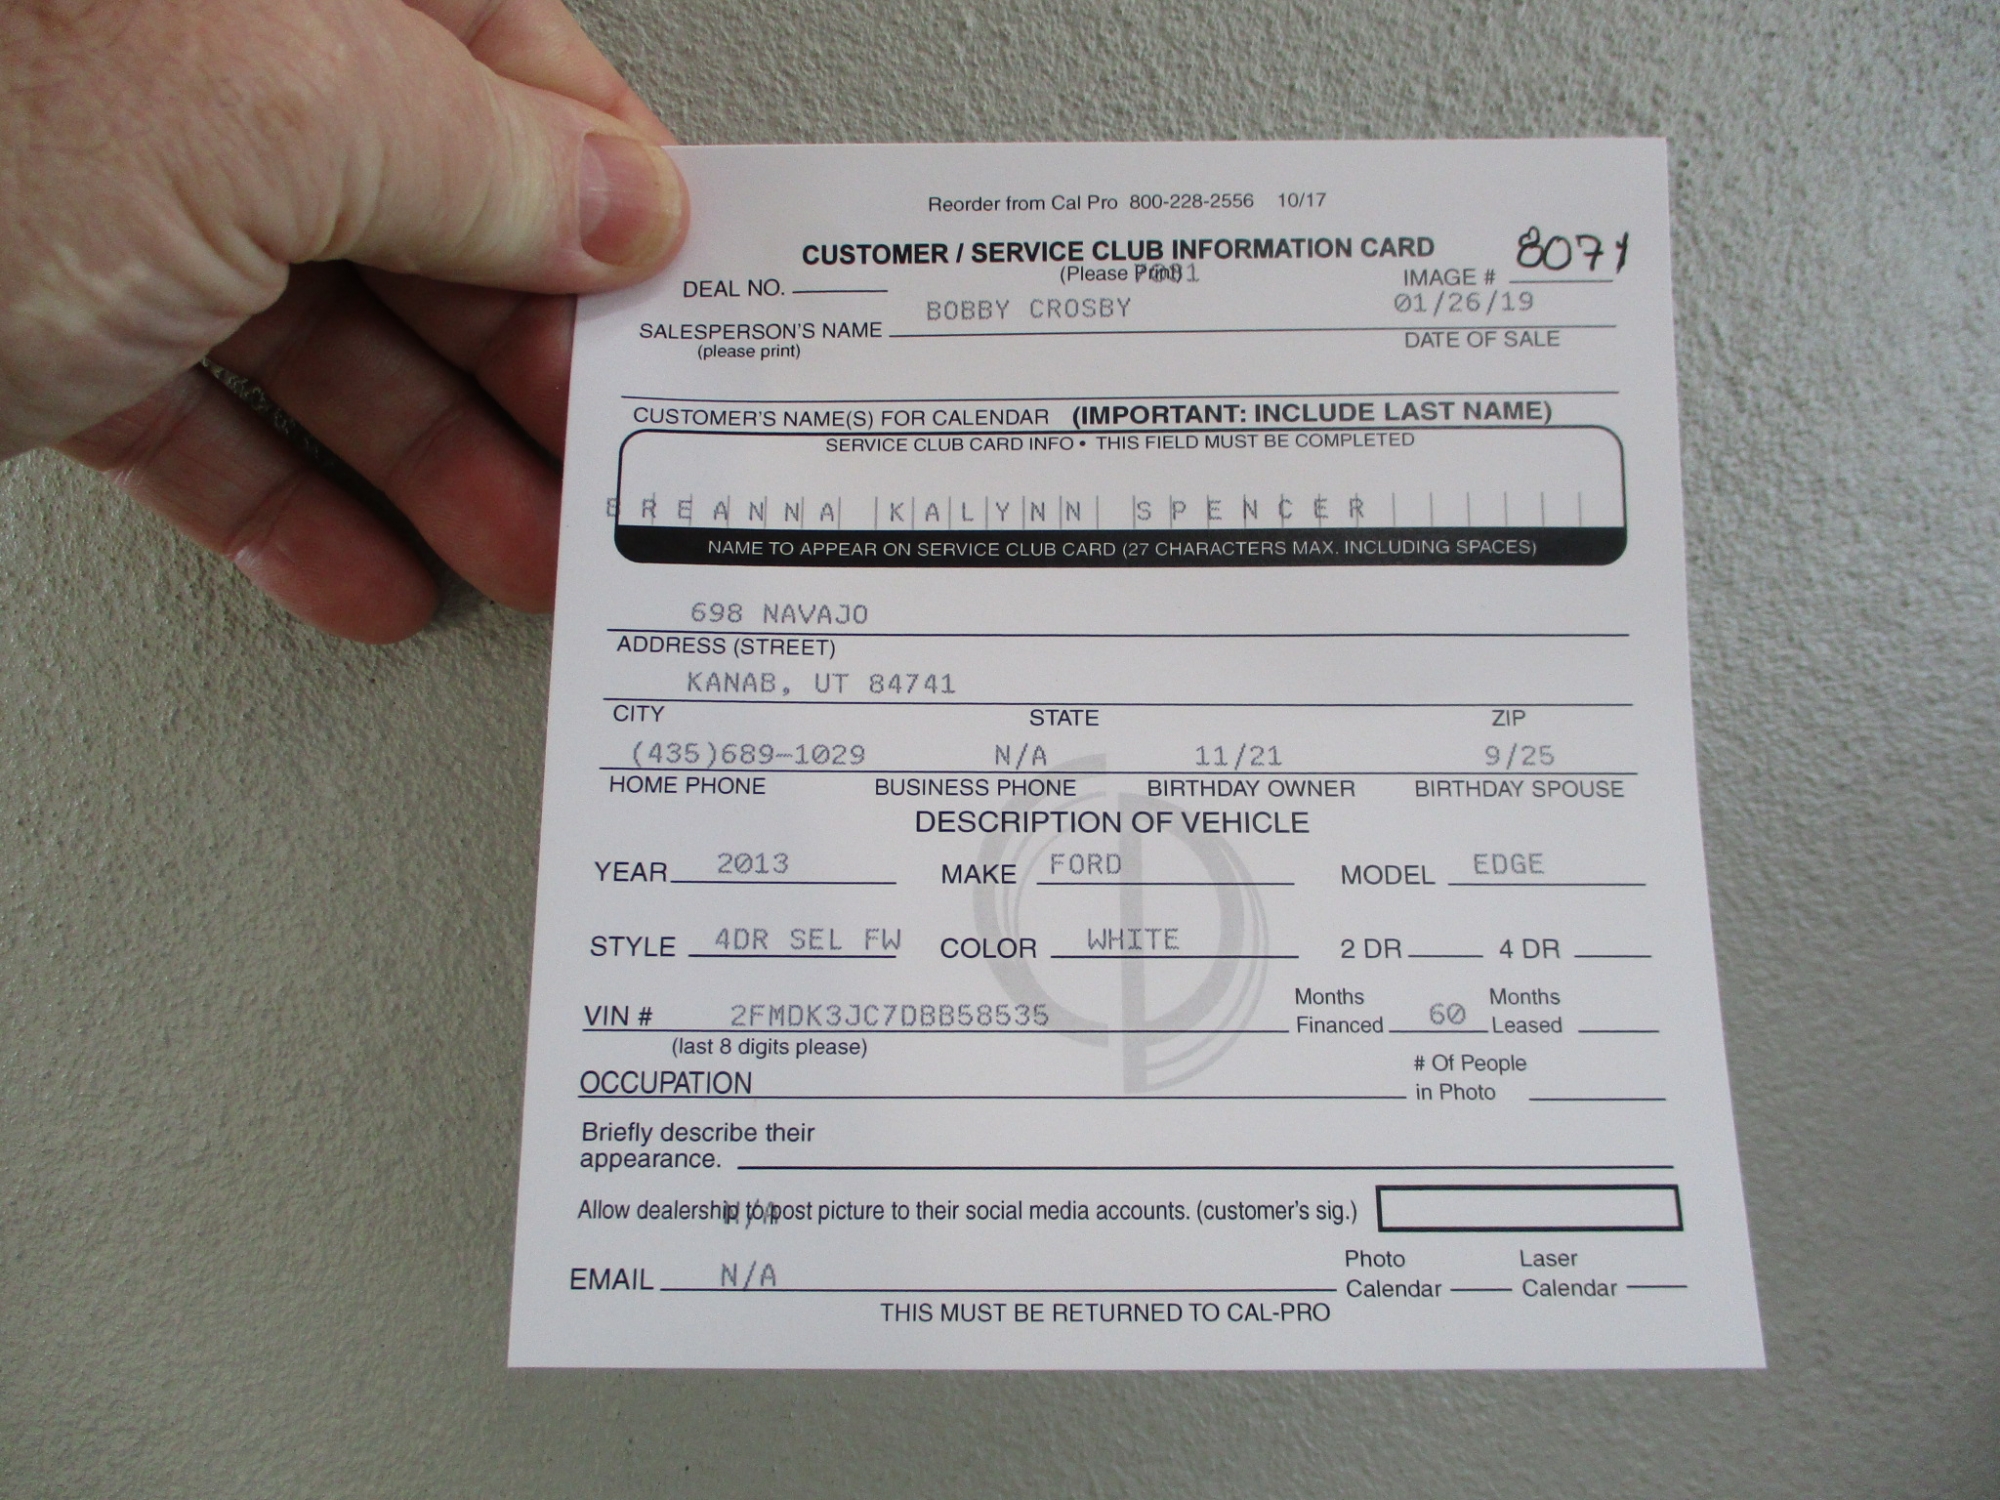 Reorder from Cal Pro 800-228-2556 10/17
CUSTOMER / SERVICE CLUB INFORMATION CARD
(Please Print)
DEAL NO.
IMAGE # 8071
BOBBY CROSBY 01/26/19
SALESPERSON'S NAME
DATE OF SALE
(please print)
CUSTOMER'S NAME(S) FOR CALENDAR (IMPORTANT: INCLUDE LAST NAME)
SERVICE CLUB CARD INFO • THIS FIELD MUST BE COMPLETED
BREANNA KALYNN SPENCER
NAME TO APPEAR ON SERVICE CLUB CARD (27 CHARACTERS MAX. INCLUDING SPACES)
698 NAVAJO
ADDRESS (STREET)
KANAB, UT 84741
CITY STATE ZIP
(435)689-1029 N/A 11/21 9/25
HOME PHONE BUSINESS PHONE BIRTHDAY OWNER BIRTHDAY SPOUSE
DESCRIPTION OF VEHICLE
YEAR 2013 MAKE FORD MODEL EDGE
STYLE 4DR SEL FW COLOR WHITE 2 DR 4 DR
VIN # 2FMDK3JC7DBB58535 Months Financed 60 Months Leased
(last 8 digits please)
OCCUPATION # Of People in Photo
Briefly describe their
appearance.
Allow dealership to post picture to their social media accounts. (customer's sig.)
N/A
EMAIL N/A Photo Calendar Laser Calendar
THIS MUST BE RETURNED TO CAL-PRO